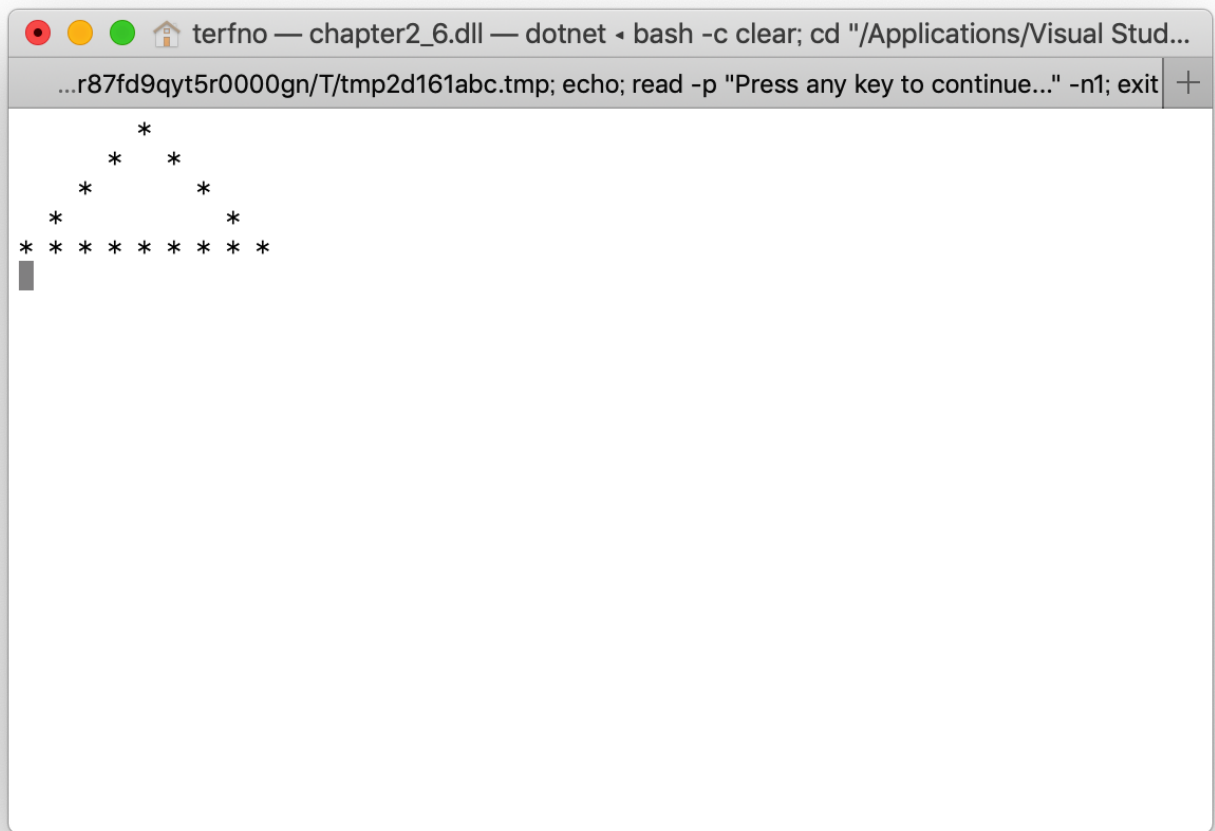 terfno — chapter2_6.dll — dotnet ◂ bash -c clear; cd "/Applications/Visual Stud...
...r87fd9qyt5r0000gn/T/tmp2d161abc.tmp; echo; read -p "Press any key to continue..." -n1; exit
        *
      *   *
    *       *
  *           *
* * * * * * * * *